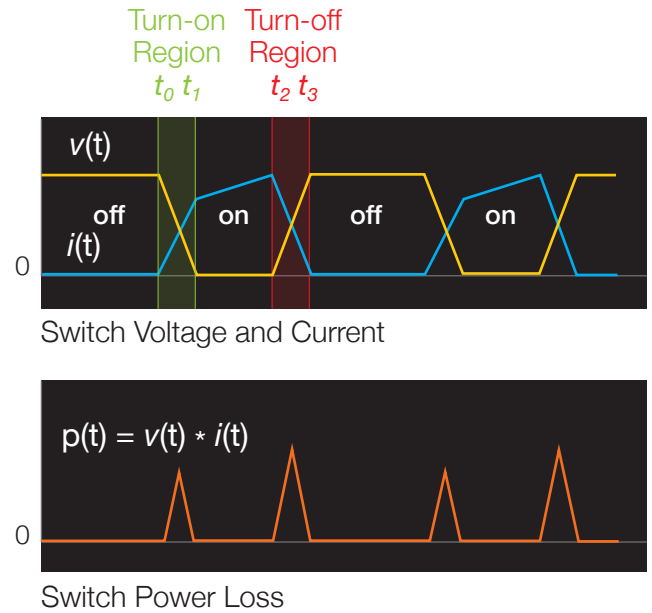 Turn-on Turn-off
Region Region
t₀ t₁ t₂ t₃
v(t)
off on off on
i(t)
0
Switch Voltage and Current
p(t) = v(t) * i(t)
0
Switch Power Loss